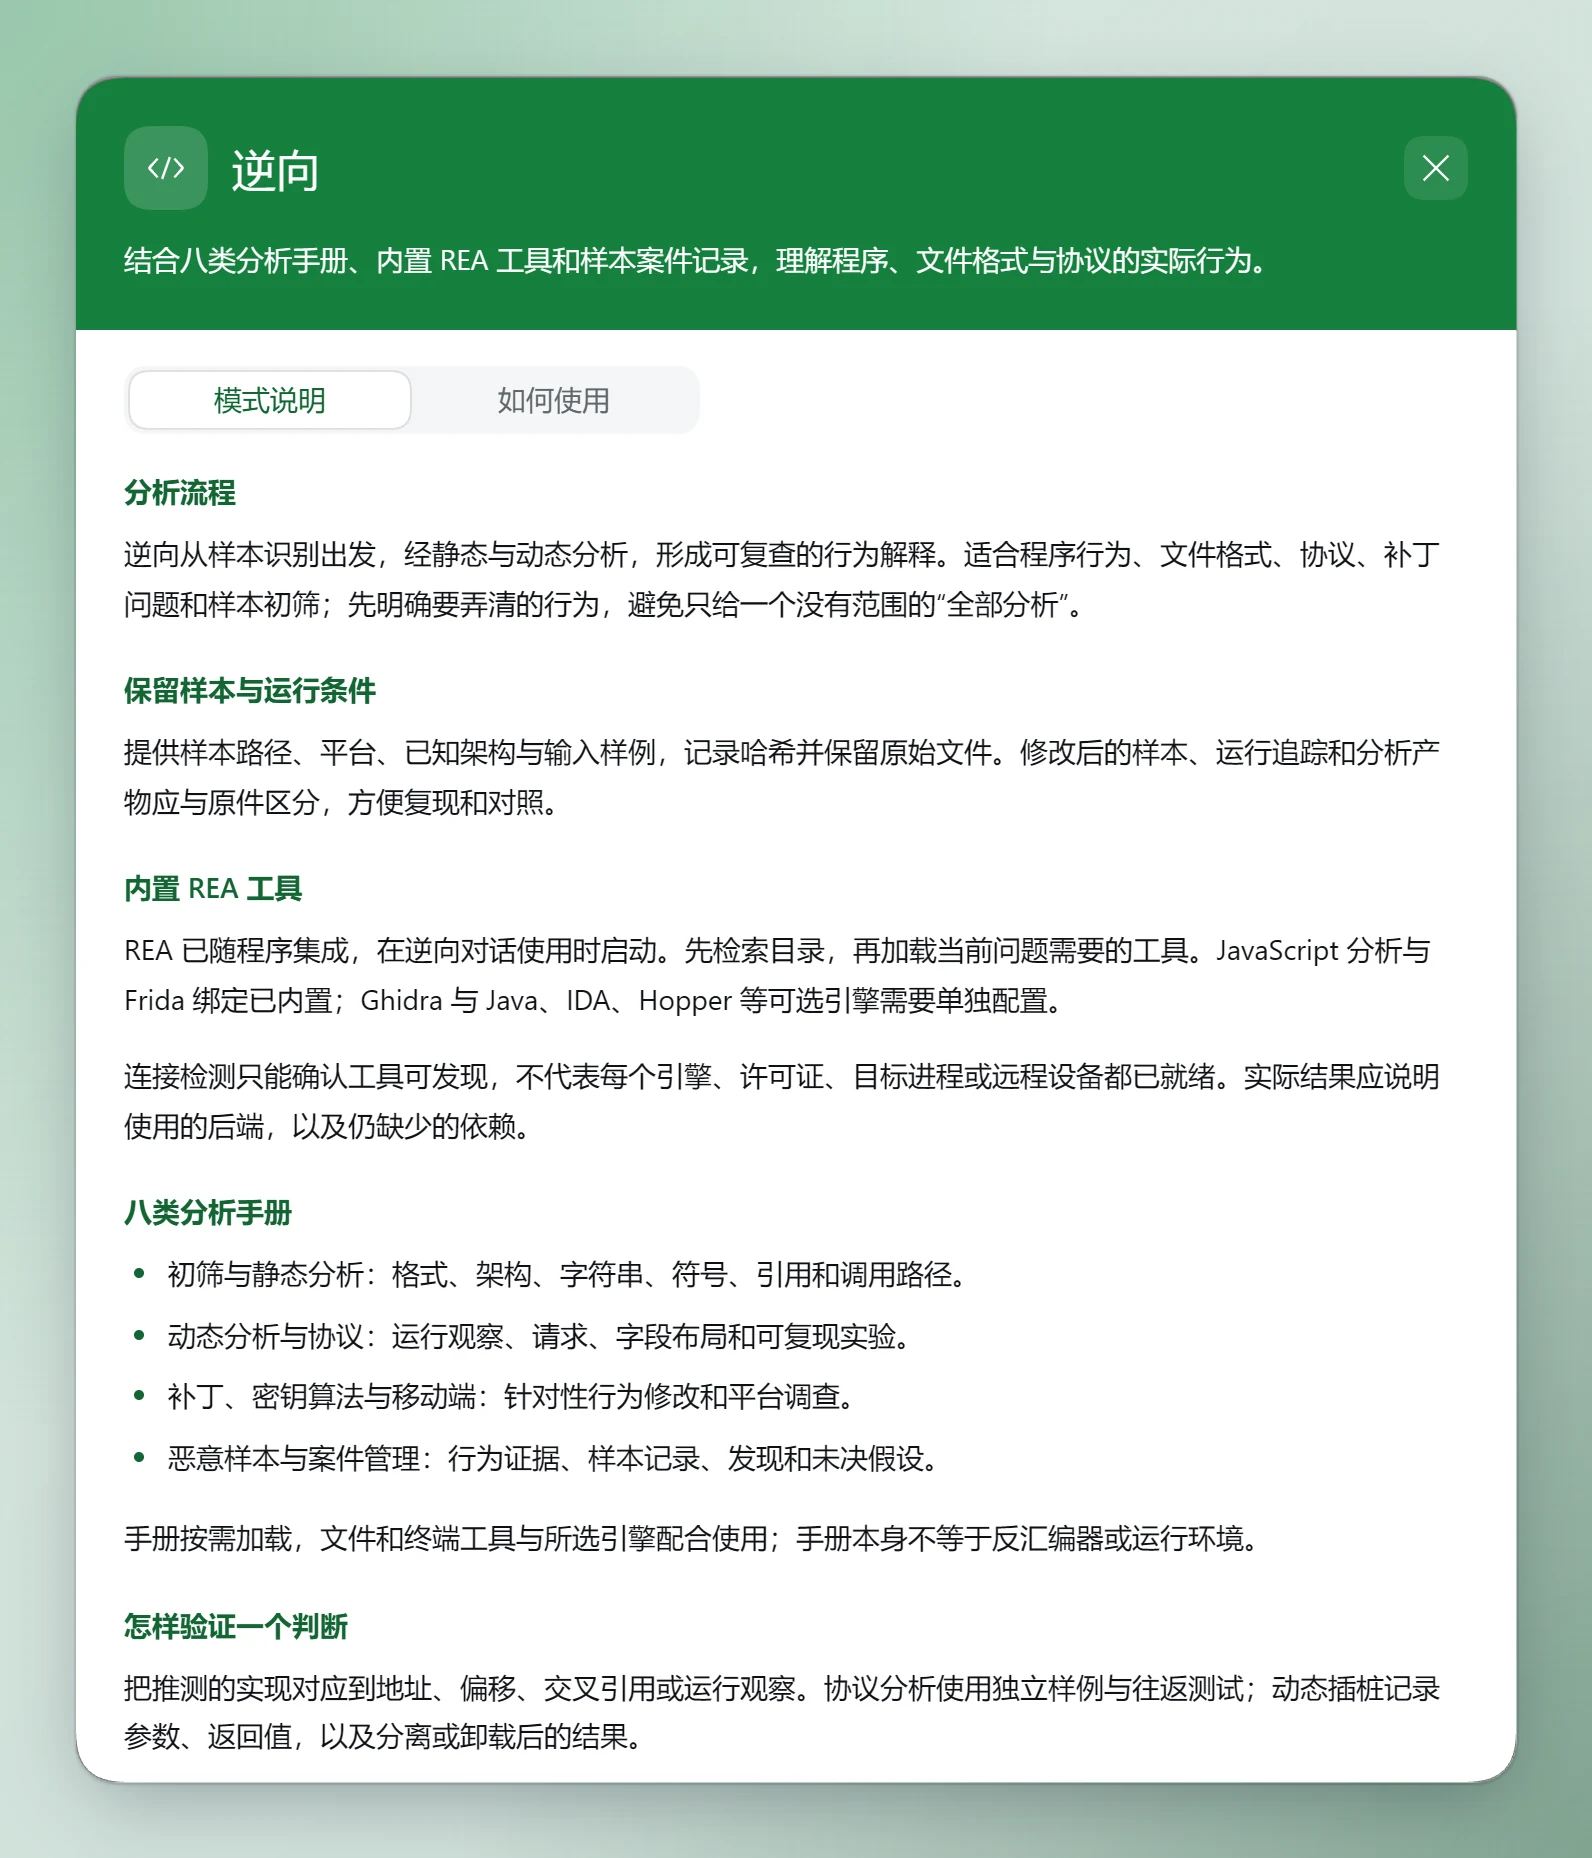 逆向
结合八类分析手册、内置 REA 工具和样本案件记录，理解程序、文件格式与协议的实际行为。
模式说明
如何使用
分析流程
逆向从样本识别出发，经静态与动态分析，形成可复查的行为解释。适合程序行为、文件格式、协议、补丁
问题和样本初筛；先明确要弄清的行为，避免只给一个没有范围的“全部分析”。
保留样本与运行条件
提供样本路径、平台、已知架构与输入样例，记录哈希并保留原始文件。修改后的样本、运行追踪和分析产
物应与原件区分，方便复现和对照。
内置 REA 工具
REA 已随程序集成，在逆向对话使用时启动。先检索目录，再加载当前问题需要的工具。JavaScript 分析与
Frida 绑定已内置；Ghidra 与 Java、IDA、Hopper 等可选引擎需要单独配置。
连接检测只能确认工具可发现，不代表每个引擎、许可证、目标进程或远程设备都已就绪。实际结果应说明
使用的后端，以及仍缺少的依赖。
八类分析手册
• 初筛与静态分析：格式、架构、字符串、符号、引用和调用路径。
• 动态分析与协议：运行观察、请求、字段布局和可复现实验。
• 补丁、密钥算法与移动端：针对性行为修改和平台调查。
• 恶意样本与案件管理：行为证据、样本记录、发现和未决假设。
手册按需加载，文件和终端工具与所选引擎配合使用；手册本身不等于反汇编器或运行环境。
怎样验证一个判断
把推测的实现对应到地址、偏移、交叉引用或运行观察。协议分析使用独立样例与往返测试；动态插桩记录
参数、返回值，以及分离或卸载后的结果。